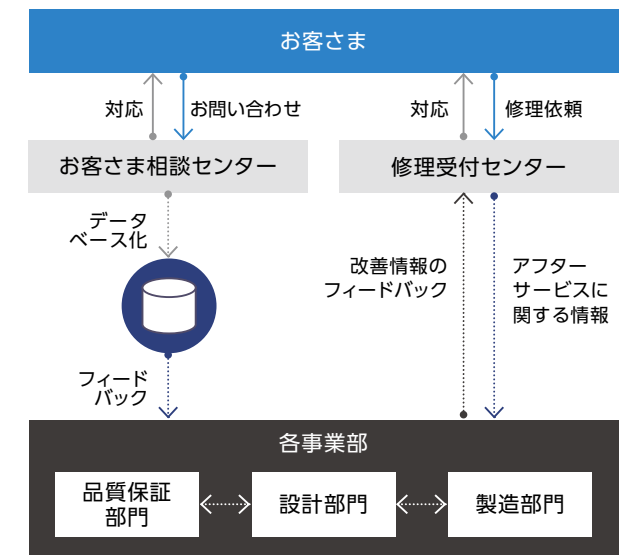 お客さま
対応
お問い合わせ
対応
修理依頼
お客さま相談センター
修理受付センター
データ
ベース化
改善情報の
フィードバック
アフター
サービスに
関する情報
フィード
バック
各事業部
品質保証
部門
設計部門
製造部門